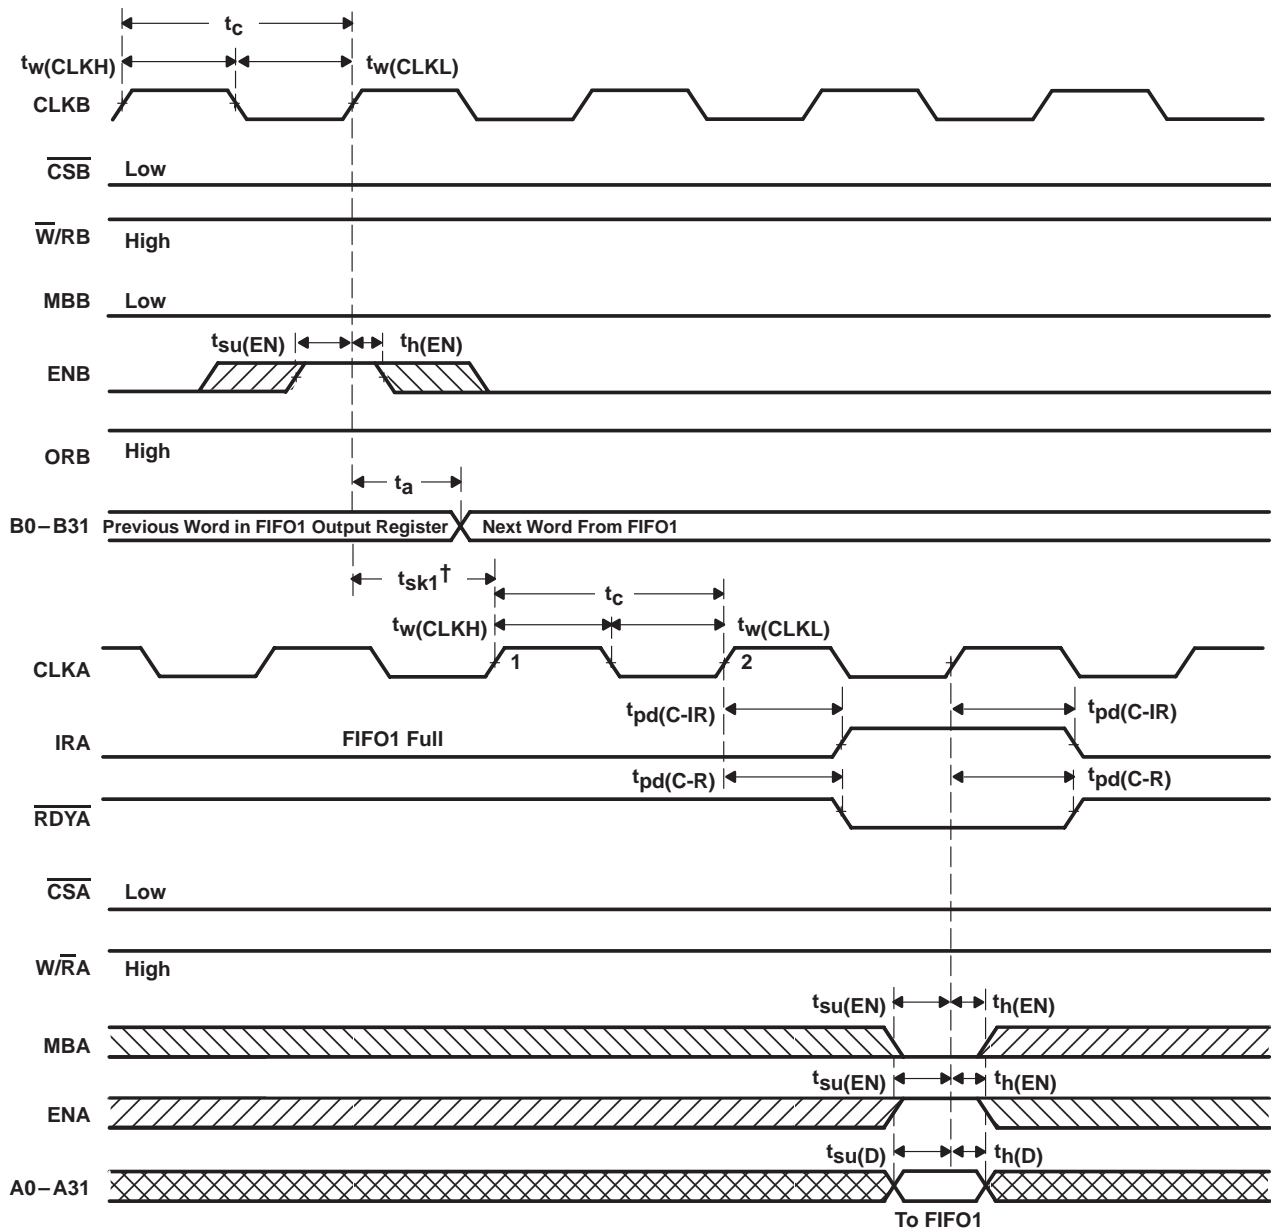 tc
tw(CLKH)
tw(CLKL)
CLKB
CSB
Low
W/RB
High
MBB
Low
tsu(EN)
th(EN)
ENB
ORB
High
ta
B0–B31
Previous Word in FIFO1 Output Register
Next Word From FIFO1
tsk1†
tc
tw(CLKH)
tw(CLKL)
CLKA
1
2
tpd(C-IR)
tpd(C-IR)
IRA
FIFO1 Full
tpd(C-R)
tpd(C-R)
RDYA
CSA
Low
W/RA
High
tsu(EN)
th(EN)
MBA
tsu(EN)
th(EN)
ENA
tsu(D)
th(D)
A0–A31
To FIFO1